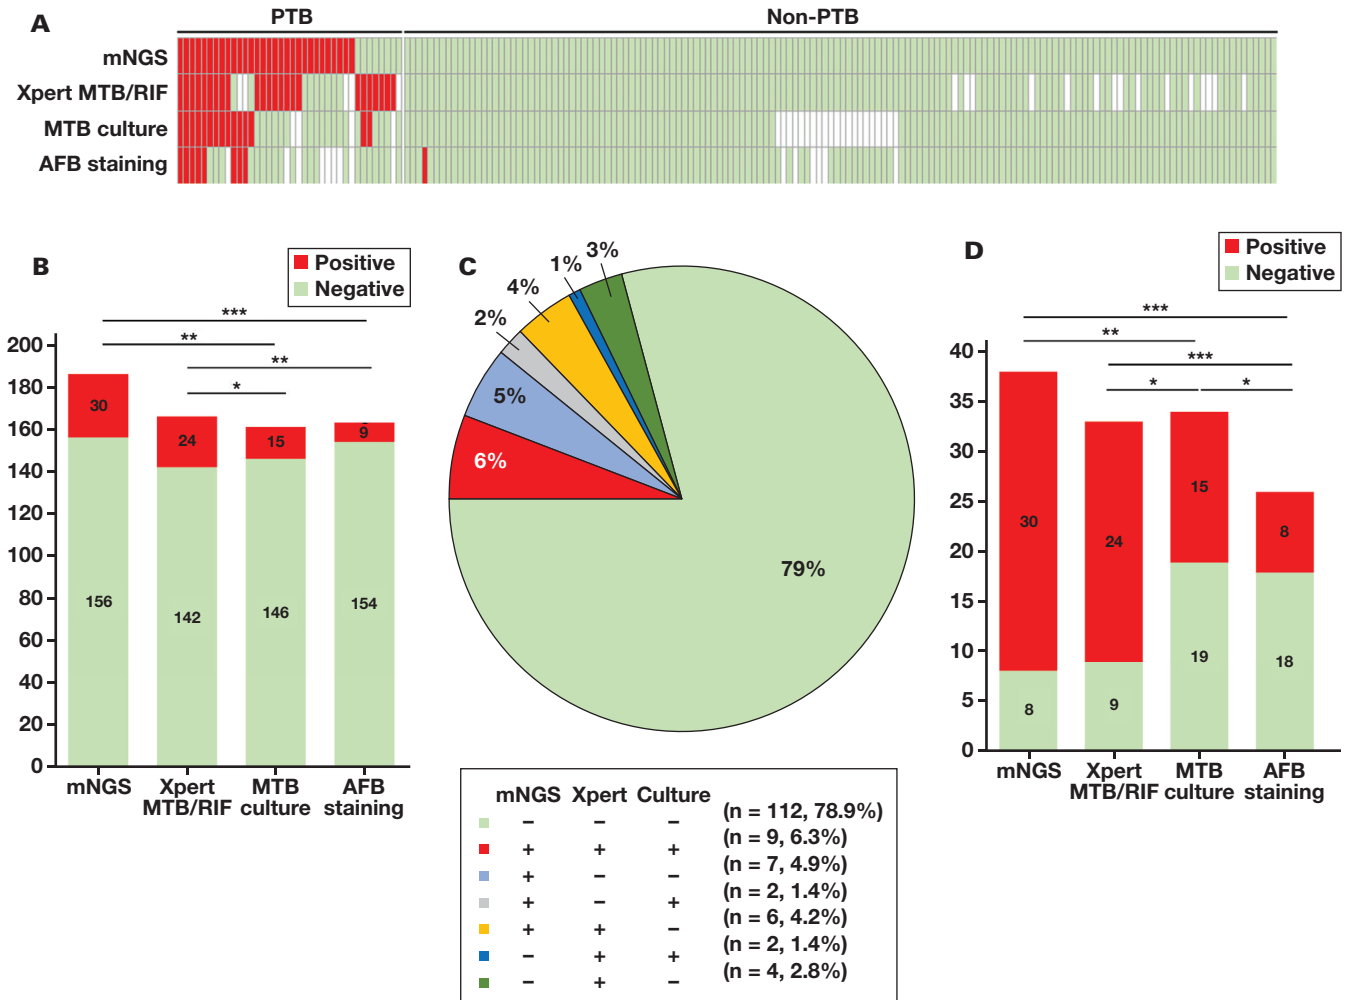 A
PTB
Non-PTB
mNGS
Xpert MTB/RIF
MTB culture
AFB staining
B
Positive
Negative
***
**
**
*
200
180
160
140
120
100
80
60
40
20
0
30
24
15
9
156
142
146
154
mNGS
Xpert
MTB/RIF
MTB
culture
AFB
staining
C
3%
1%
4%
2%
5%
6%
79%
mNGS Xpert Culture
− − − (n = 112, 78.9%)
+ + + (n = 9, 6.3%)
+ − − (n = 7, 4.9%)
+ − + (n = 2, 1.4%)
+ + − (n = 6, 4.2%)
− + + (n = 2, 1.4%)
− + − (n = 4, 2.8%)
D
Positive
Negative
***
**
***
*
*
40
35
30
25
20
15
10
5
0
30
24
15
8
8
9
19
18
mNGS
Xpert
MTB/RIF
MTB
culture
AFB
staining